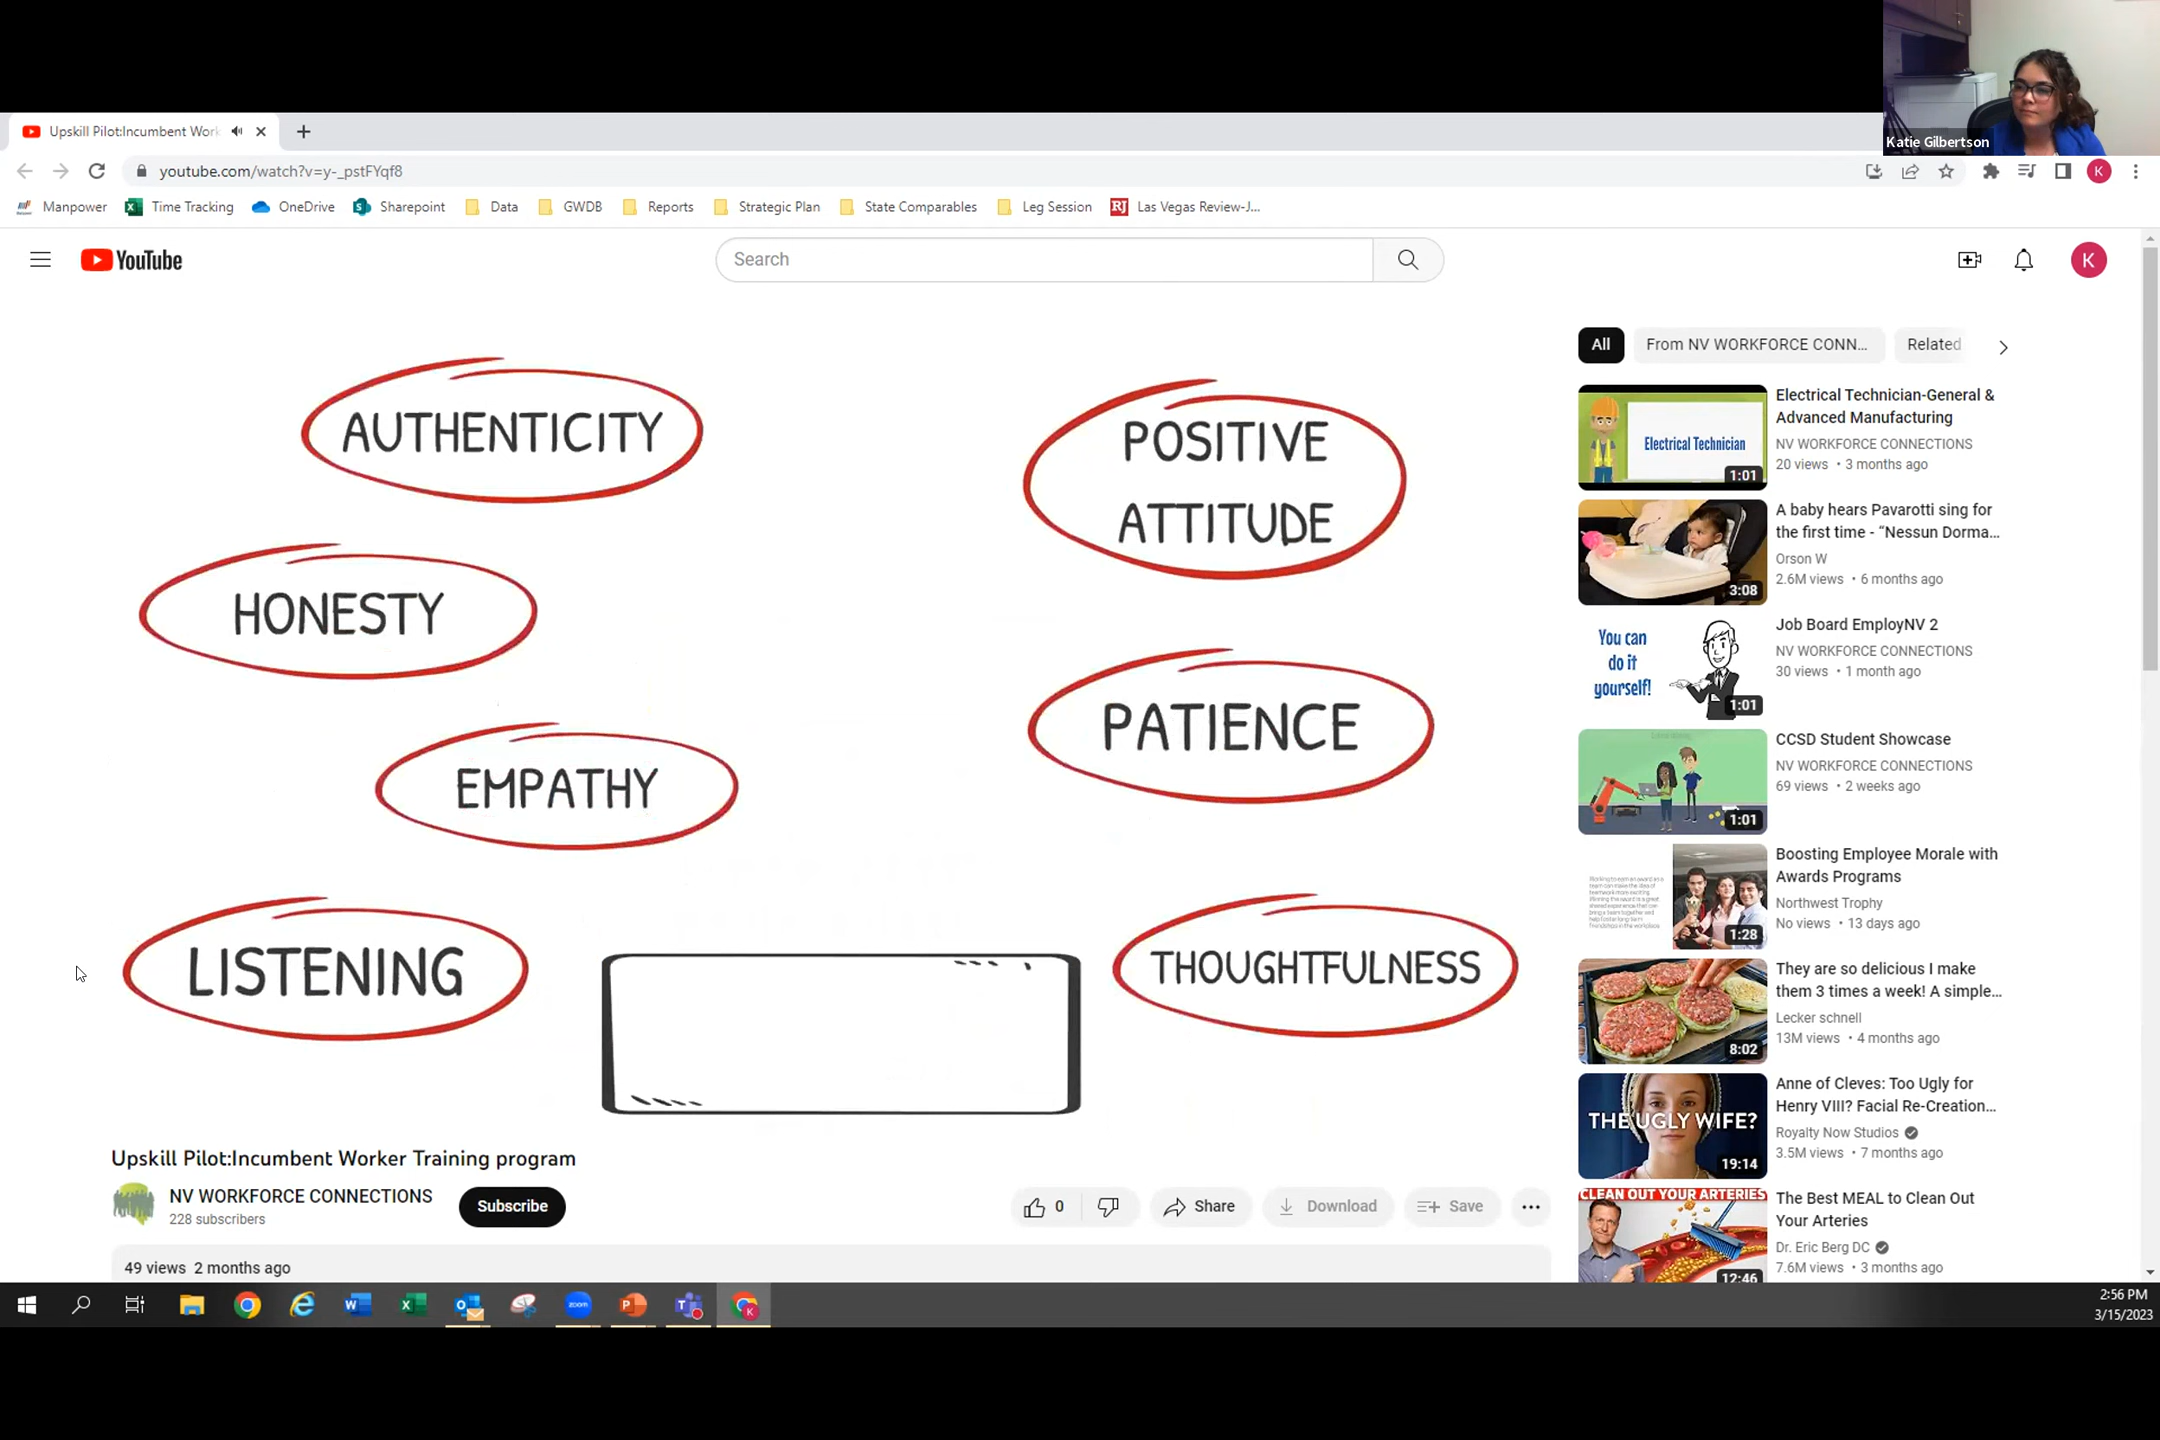 Katie Gilbertson
Upskill Pilot:Incumbent Work
youtube.com/watch?v=y-_pstFYqf8
K
Manpower Time Tracking OneDrive Sharepoint Data GWDB Reports Strategic Plan State Comparables Leg Session RJ Las Vegas Review-J...
YouTube
Search
K
All
From NV WORKFORCE CONN...
Related
AUTHENTICITY
POSITIVE
ATTITUDE
HONESTY
PATIENCE
EMPATHY
LISTENING
THOUGHTFULNESS
Upskill Pilot:Incumbent Worker Training program
NV WORKFORCE CONNECTIONS
228 subscribers
Subscribe
0
Share
Download
Save
49 views 2 months ago
Electrical Technician
1:01
Electrical Technician-General &
Advanced Manufacturing
NV WORKFORCE CONNECTIONS
20 views • 3 months ago
3:08
A baby hears Pavarotti sing for
the first time - “Nessun Dorma...
Orson W
2.6M views • 6 months ago
You can
do it
yourself!
1:01
Job Board EmployNV 2
NV WORKFORCE CONNECTIONS
30 views • 1 month ago
1:01
CCSD Student Showcase
NV WORKFORCE CONNECTIONS
69 views • 2 weeks ago
1:28
Boosting Employee Morale with
Awards Programs
Northwest Trophy
No views • 13 days ago
8:02
They are so delicious I make
them 3 times a week! A simple...
Lecker schnell
13M views • 4 months ago
THE UGLY WIFE?
19:14
Anne of Cleves: Too Ugly for
Henry VIII? Facial Re-Creation...
Royalty Now Studios
3.5M views • 7 months ago
CLEAN OUT YOUR ARTERIES
12:46
The Best MEAL to Clean Out
Your Arteries
Dr. Eric Berg DC
7.6M views • 3 months ago
zoom
2:56 PM
3/15/2023